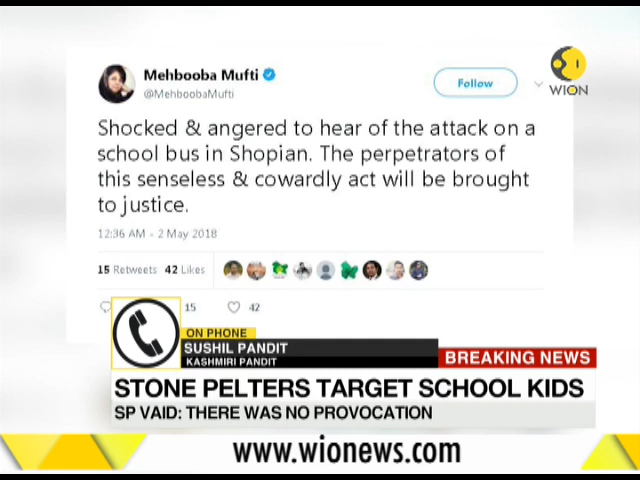 WION
Mehbooba Mufti
@MehboobaMufti
Follow
Shocked & angered to hear of the attack on a
school bus in Shopian. The perpetrators of
this senseless & cowardly act will be brought
to justice.
12:36 AM - 2 May 2018
15 Retweets 42 Likes
15 42
ON PHONE
SUSHIL PANDIT
KASHMIRI PANDIT
BREAKING NEWS
STONE PELTERS TARGET SCHOOL KIDS
SP VAID: THERE WAS NO PROVOCATION
www.wionews.com